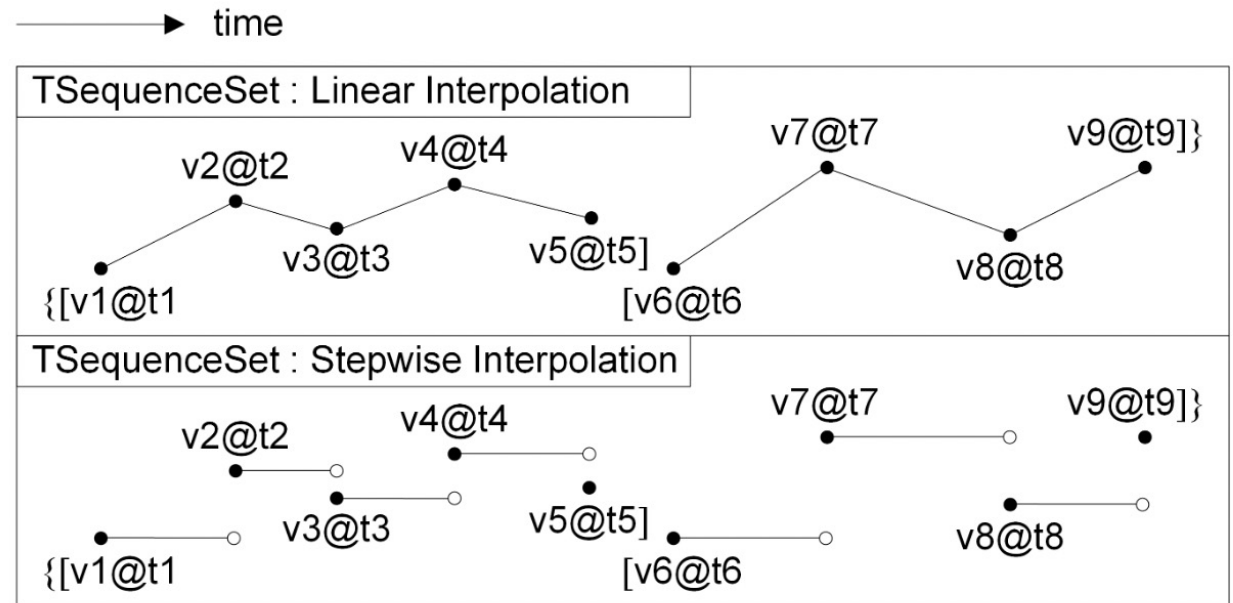 time
TSequenceSet : Linear Interpolation
v7@t7
v9@t9]}
v4@t4
v2@t2
v3@t3
v5@t5]
v8@t8
{[v1@t1
[v6@t6
TSequenceSet : Stepwise Interpolation
v7@t7
v9@t9]}
v4@t4
v2@t2
v3@t3
v5@t5]
v8@t8
{[v1@t1
[v6@t6